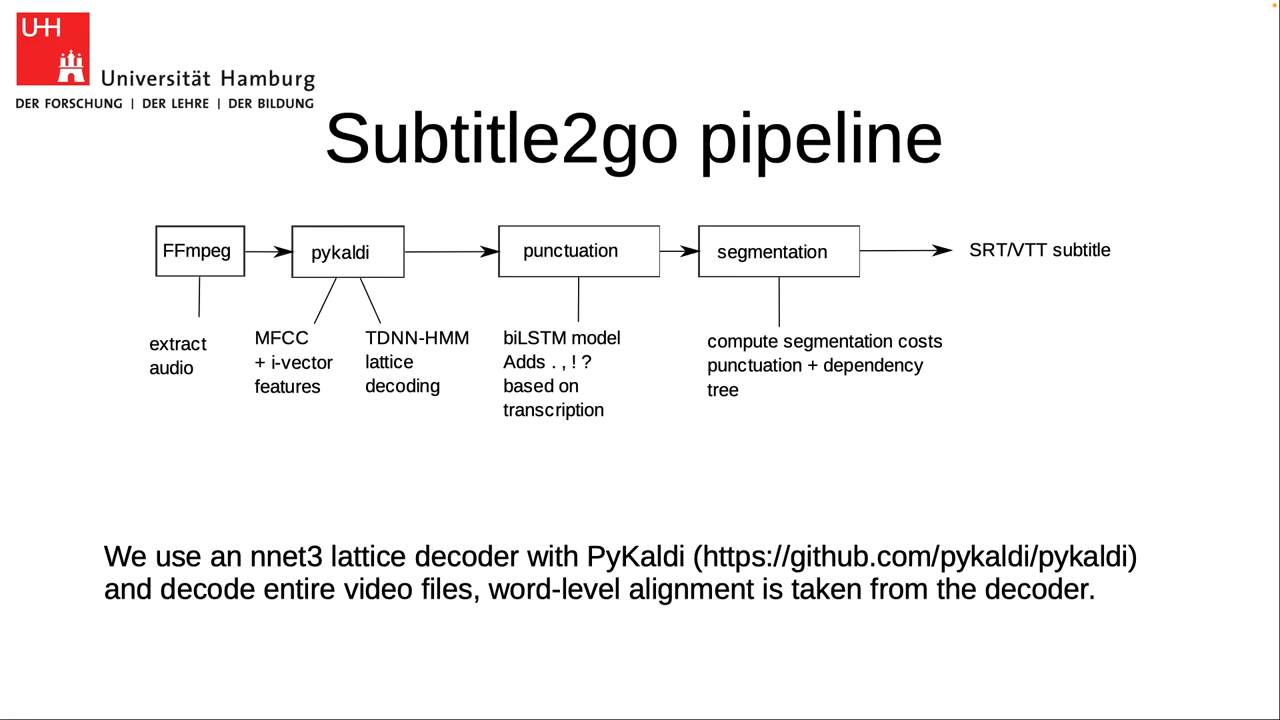 UHH
Universität Hamburg
DER FORSCHUNG | DER LEHRE | DER BILDUNG
Subtitle2go pipeline
FFmpeg
pykaldi
punctuation
segmentation
SRT/VTT subtitle
extract
audio
MFCC
+ i-vector
features
TDNN-HMM
lattice
decoding
biLSTM model
Adds . , ! ?
based on
transcription
compute segmentation costs
punctuation + dependency
tree
We use an nnet3 lattice decoder with PyKaldi (https://github.com/pykaldi/pykaldi)
and decode entire video files, word-level alignment is taken from the decoder.